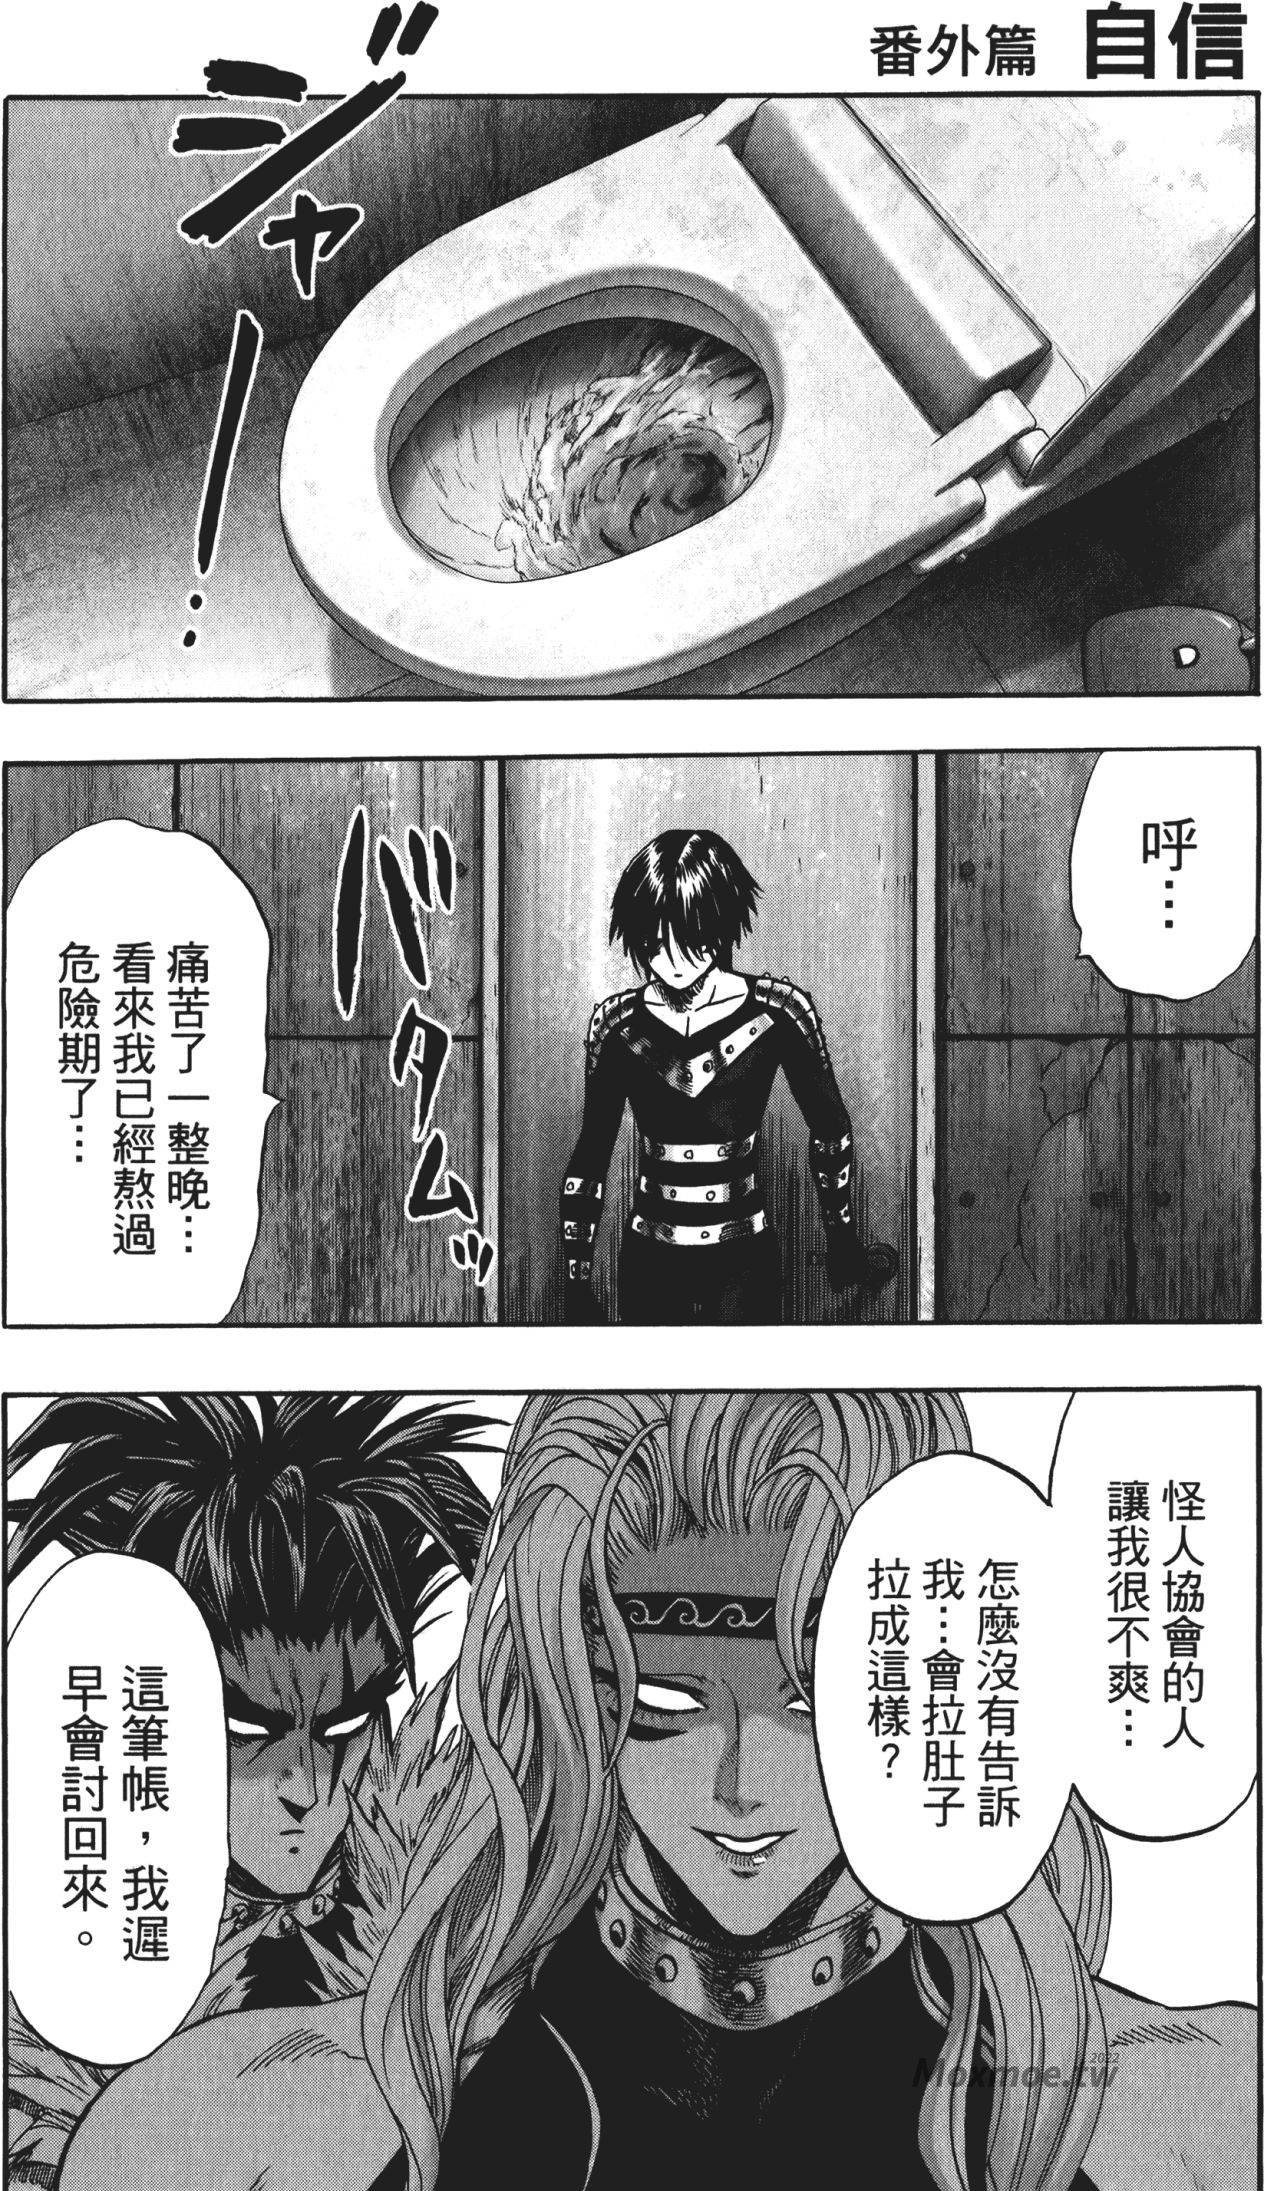 番外篇 自信
ジャー…
呼…
バタムッ
痛苦了一整晚…
看來我已經熬過
危險期了…
怪人協會的人
讓我很不爽…
怎麼沒有告訴
我…會拉肚子
拉成這樣？
這筆帳，我遲
早會討回來。
2022
Moxmoe.tw